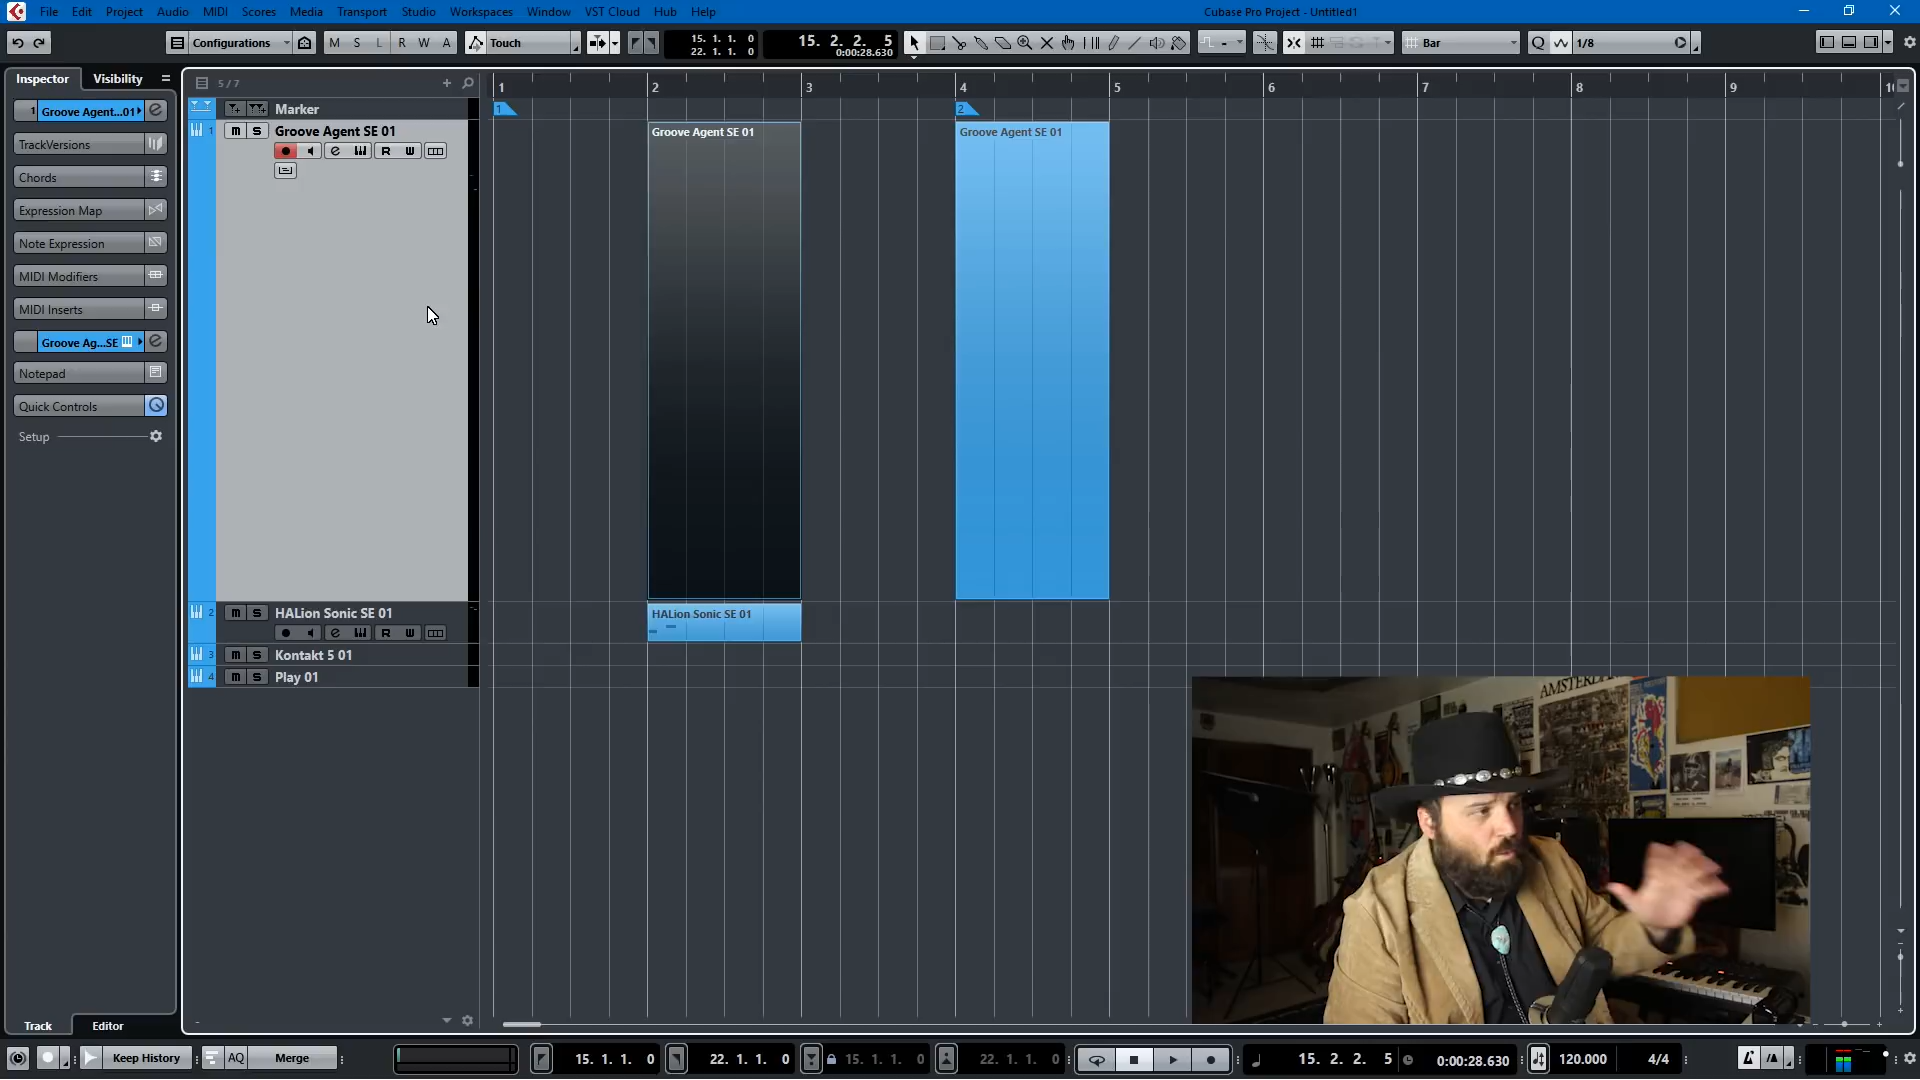 File Edit Project Audio MIDI Scores Media Transport Studio Workspaces Window VST Cloud Hub Help
Cubase Pro Project - Untitled1
Configurations
M S L R W A
Touch
15. 1. 1. 0
22. 1. 1. 0
15. 2. 2. 5
0:00:28.630
Bar
Q
1/8
Inspector
Visibility
5 / 7
1 2 3 4 5 6 7 8 9
1
Groove Agent...01
TrackVersions
Chords
Expression Map
Note Expression
MIDI Modifiers
MIDI Inserts
Groove Ag...SE
Notepad
Quick Controls
Setup
Marker
1
2
1
m s
Groove Agent SE 01
R W
Groove Agent SE 01
Groove Agent SE 01
2
m s
HALion Sonic SE 01
R W
HALion Sonic SE 01
3
m s
Kontakt 5 01
4
m s
Play 01
Track
Editor
Keep History
AQ
Merge
15. 1. 1. 0
22. 1. 1. 0
15. 1. 1. 0
22. 1. 1. 0
15. 2. 2. 5
0:00:28.630
120.000
4/4